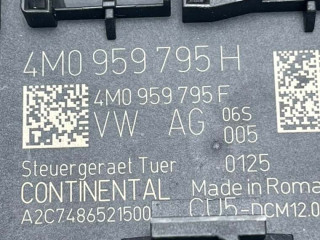 4M0 959 795 H
4M0 959 795 F
VW AG 06S
005
Steuergeraet Tuer 0125
CONTINENTAL Made in Roma
A2C7486521500 CU5-DCM12.0